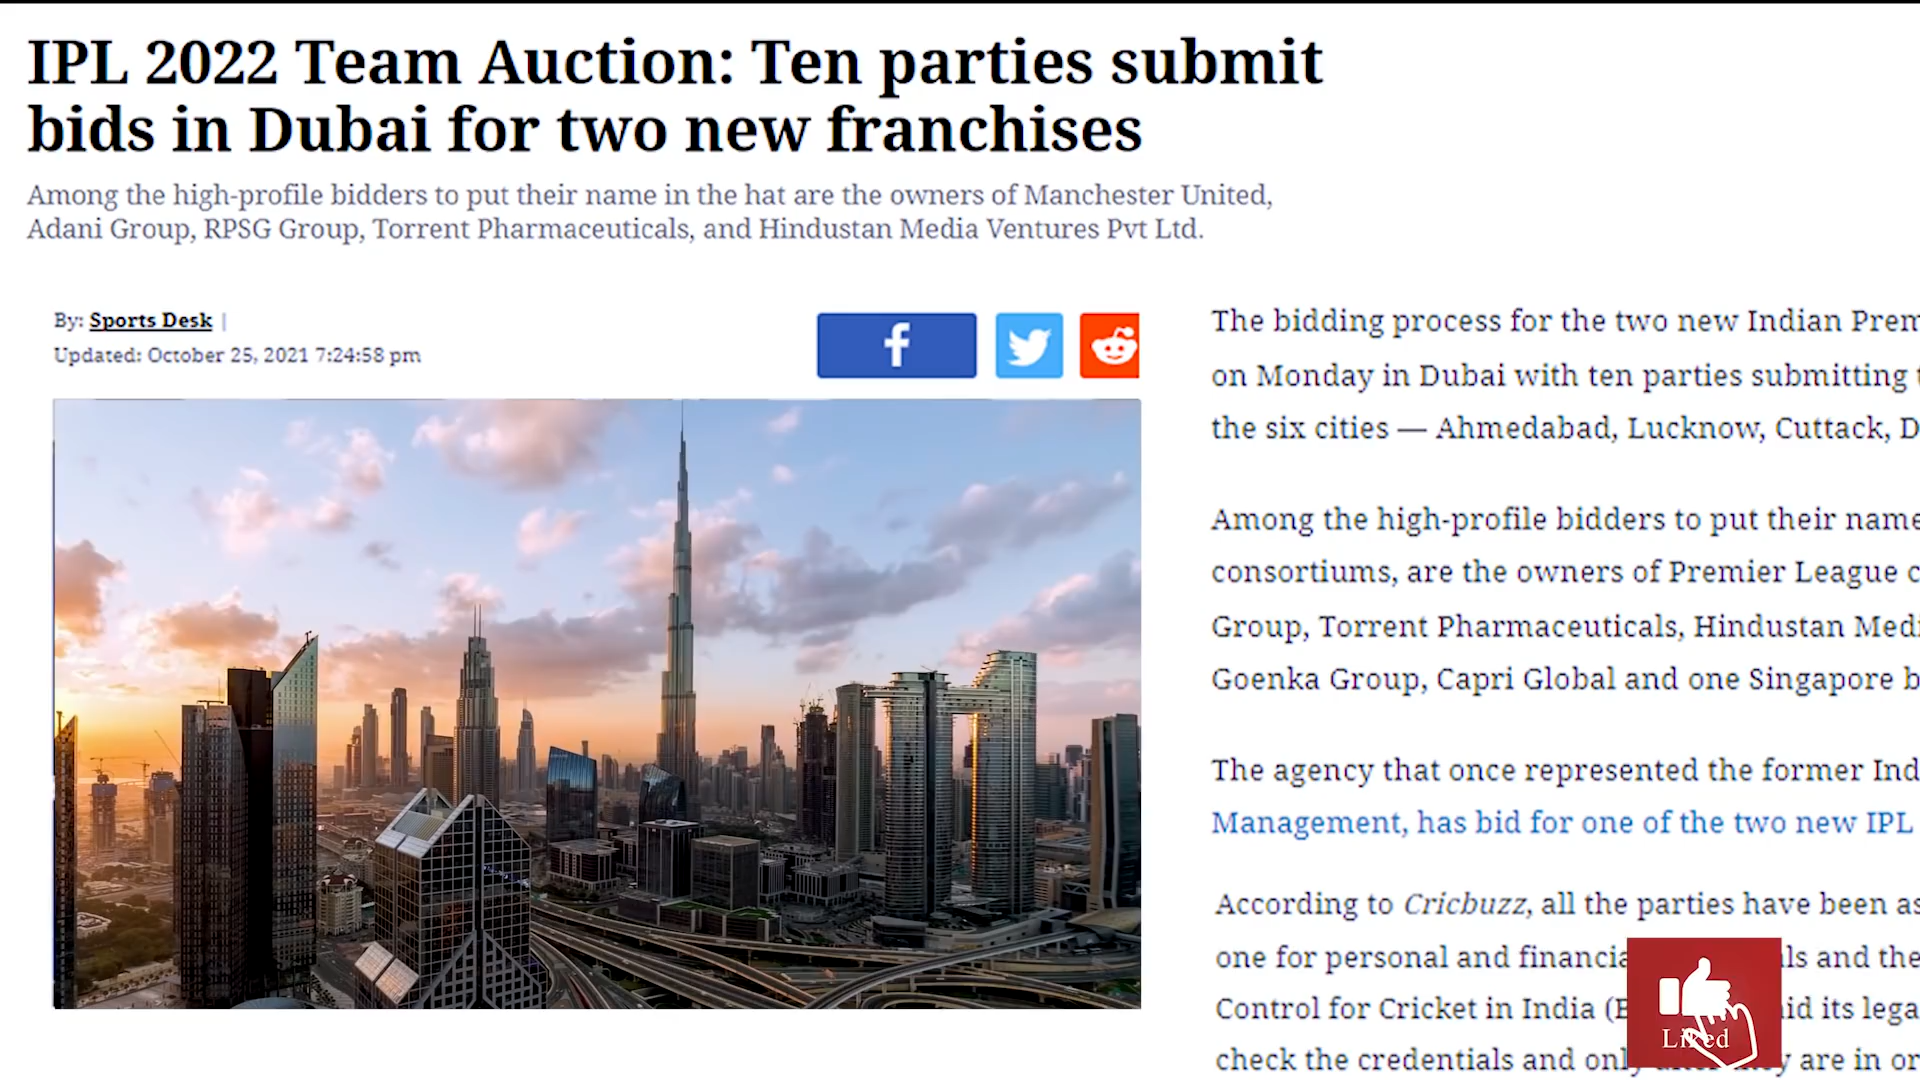 IPL 2022 Team Auction: Ten parties submit
bids in Dubai for two new franchises
Among the high-profile bidders to put their name in the hat are the owners of Manchester United,
Adani Group, RPSG Group, Torrent Pharmaceuticals, and Hindustan Media Ventures Pvt Ltd.
By: Sports Desk |
Updated: October 25, 2021 7:24:58 pm
The bidding process for the two new Indian Prem
on Monday in Dubai with ten parties submitting
the six cities — Ahmedabad, Lucknow, Cuttack, D
Among the high-profile bidders to put their name
consortiums, are the owners of Premier League c
Group, Torrent Pharmaceuticals, Hindustan Medi
Goenka Group, Capri Global and one Singapore b
The agency that once represented the former Ind
Management, has bid for one of the two new IPL
According to Cricbuzz, all the parties have been as
one for personal and financia ls and the
Control for Cricket in India ( aid its lega
check the credentials and only are in or
Liked